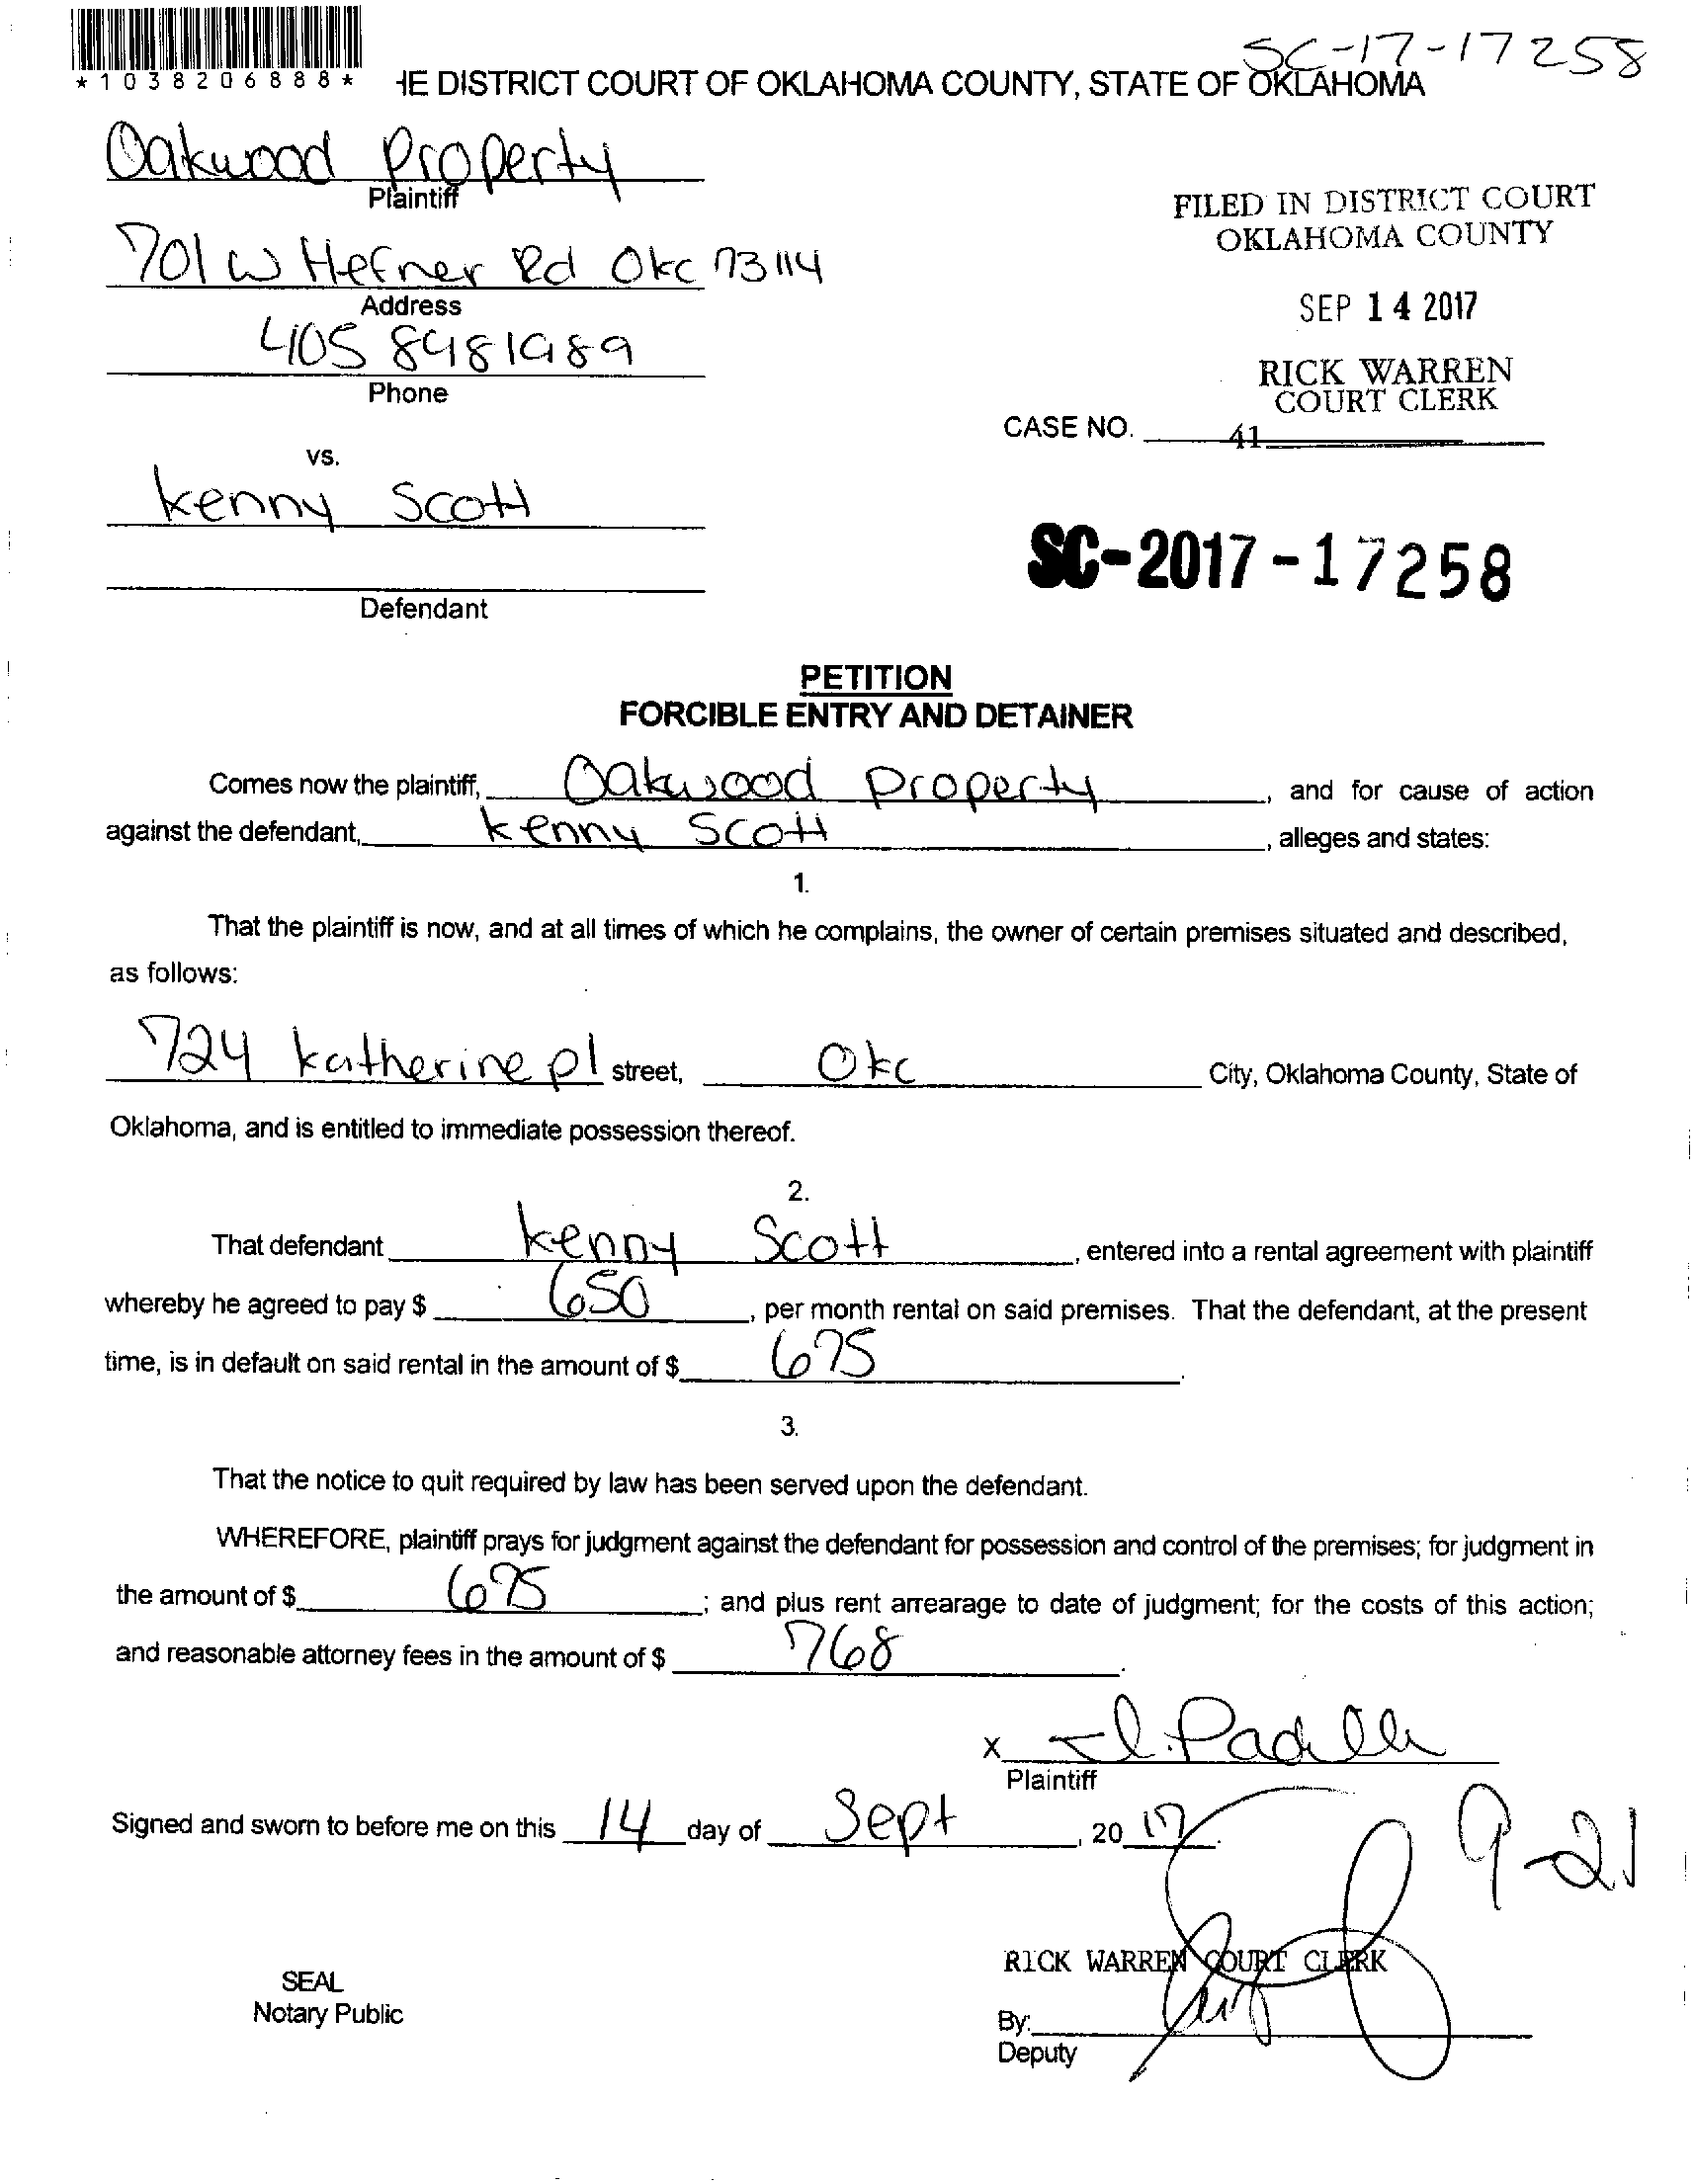 SC-17-17258
*1038206888*
HE DISTRICT COURT OF OKLAHOMA COUNTY, STATE OF OKLAHOMA
Oakwood Property
Plaintiff
701 W Hefner Rd Okc 73114
Address
405 8481989
Phone
vs.
Kenny Scott
Defendant
FILED IN DISTRICT COURT
OKLAHOMA COUNTY
SEP 14 2017
RICK WARREN
COURT CLERK
CASE NO. 41
SC-2017-17258
PETITION
FORCIBLE ENTRY AND DETAINER
Comes now the plaintiff, Oakwood Property, and for cause of action
against the defendant, Kenny Scott, alleges and states:
1.
That the plaintiff is now, and at all times of which he complains, the owner of certain premises situated and described,
as follows:
724 Katherine pl street, Okc City, Oklahoma County, State of
Oklahoma, and is entitled to immediate possession thereof.
2.
That defendant Kenny Scott, entered into a rental agreement with plaintiff
whereby he agreed to pay $ 650, per month rental on said premises. That the defendant, at the present
time, is in default on said rental in the amount of $ 675.
3.
That the notice to quit required by law has been served upon the defendant.
WHEREFORE, plaintiff prays for judgment against the defendant for possession and control of the premises; for judgment in
the amount of $ 675; and plus rent arrearage to date of judgment; for the costs of this action;
and reasonable attorney fees in the amount of $ 768.
x Padilla
Plaintiff
Signed and sworn to before me on this 14 day of Sept, 20 17.
9-21
RICK WARREN COURT CLERK
SEAL
Notary Public
By:
Deputy